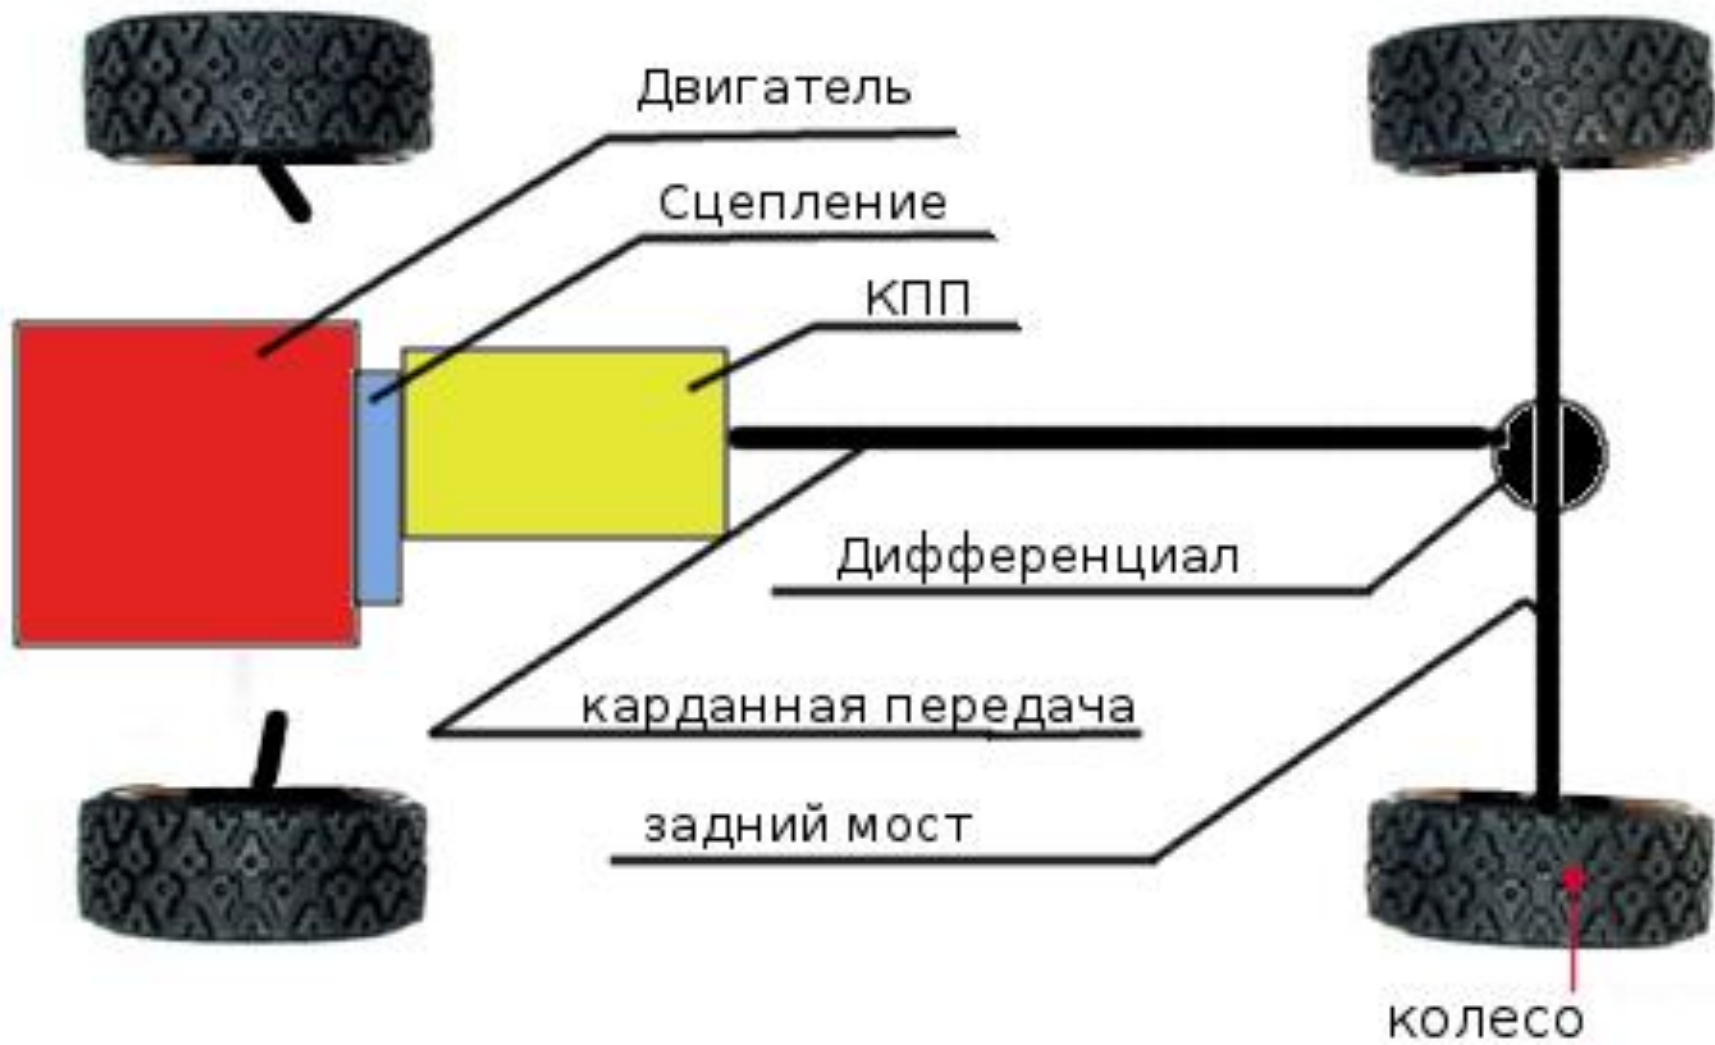 Двигатель
Сцепление
КПП
Дифференциал
карданная передача
задний мост
колесо